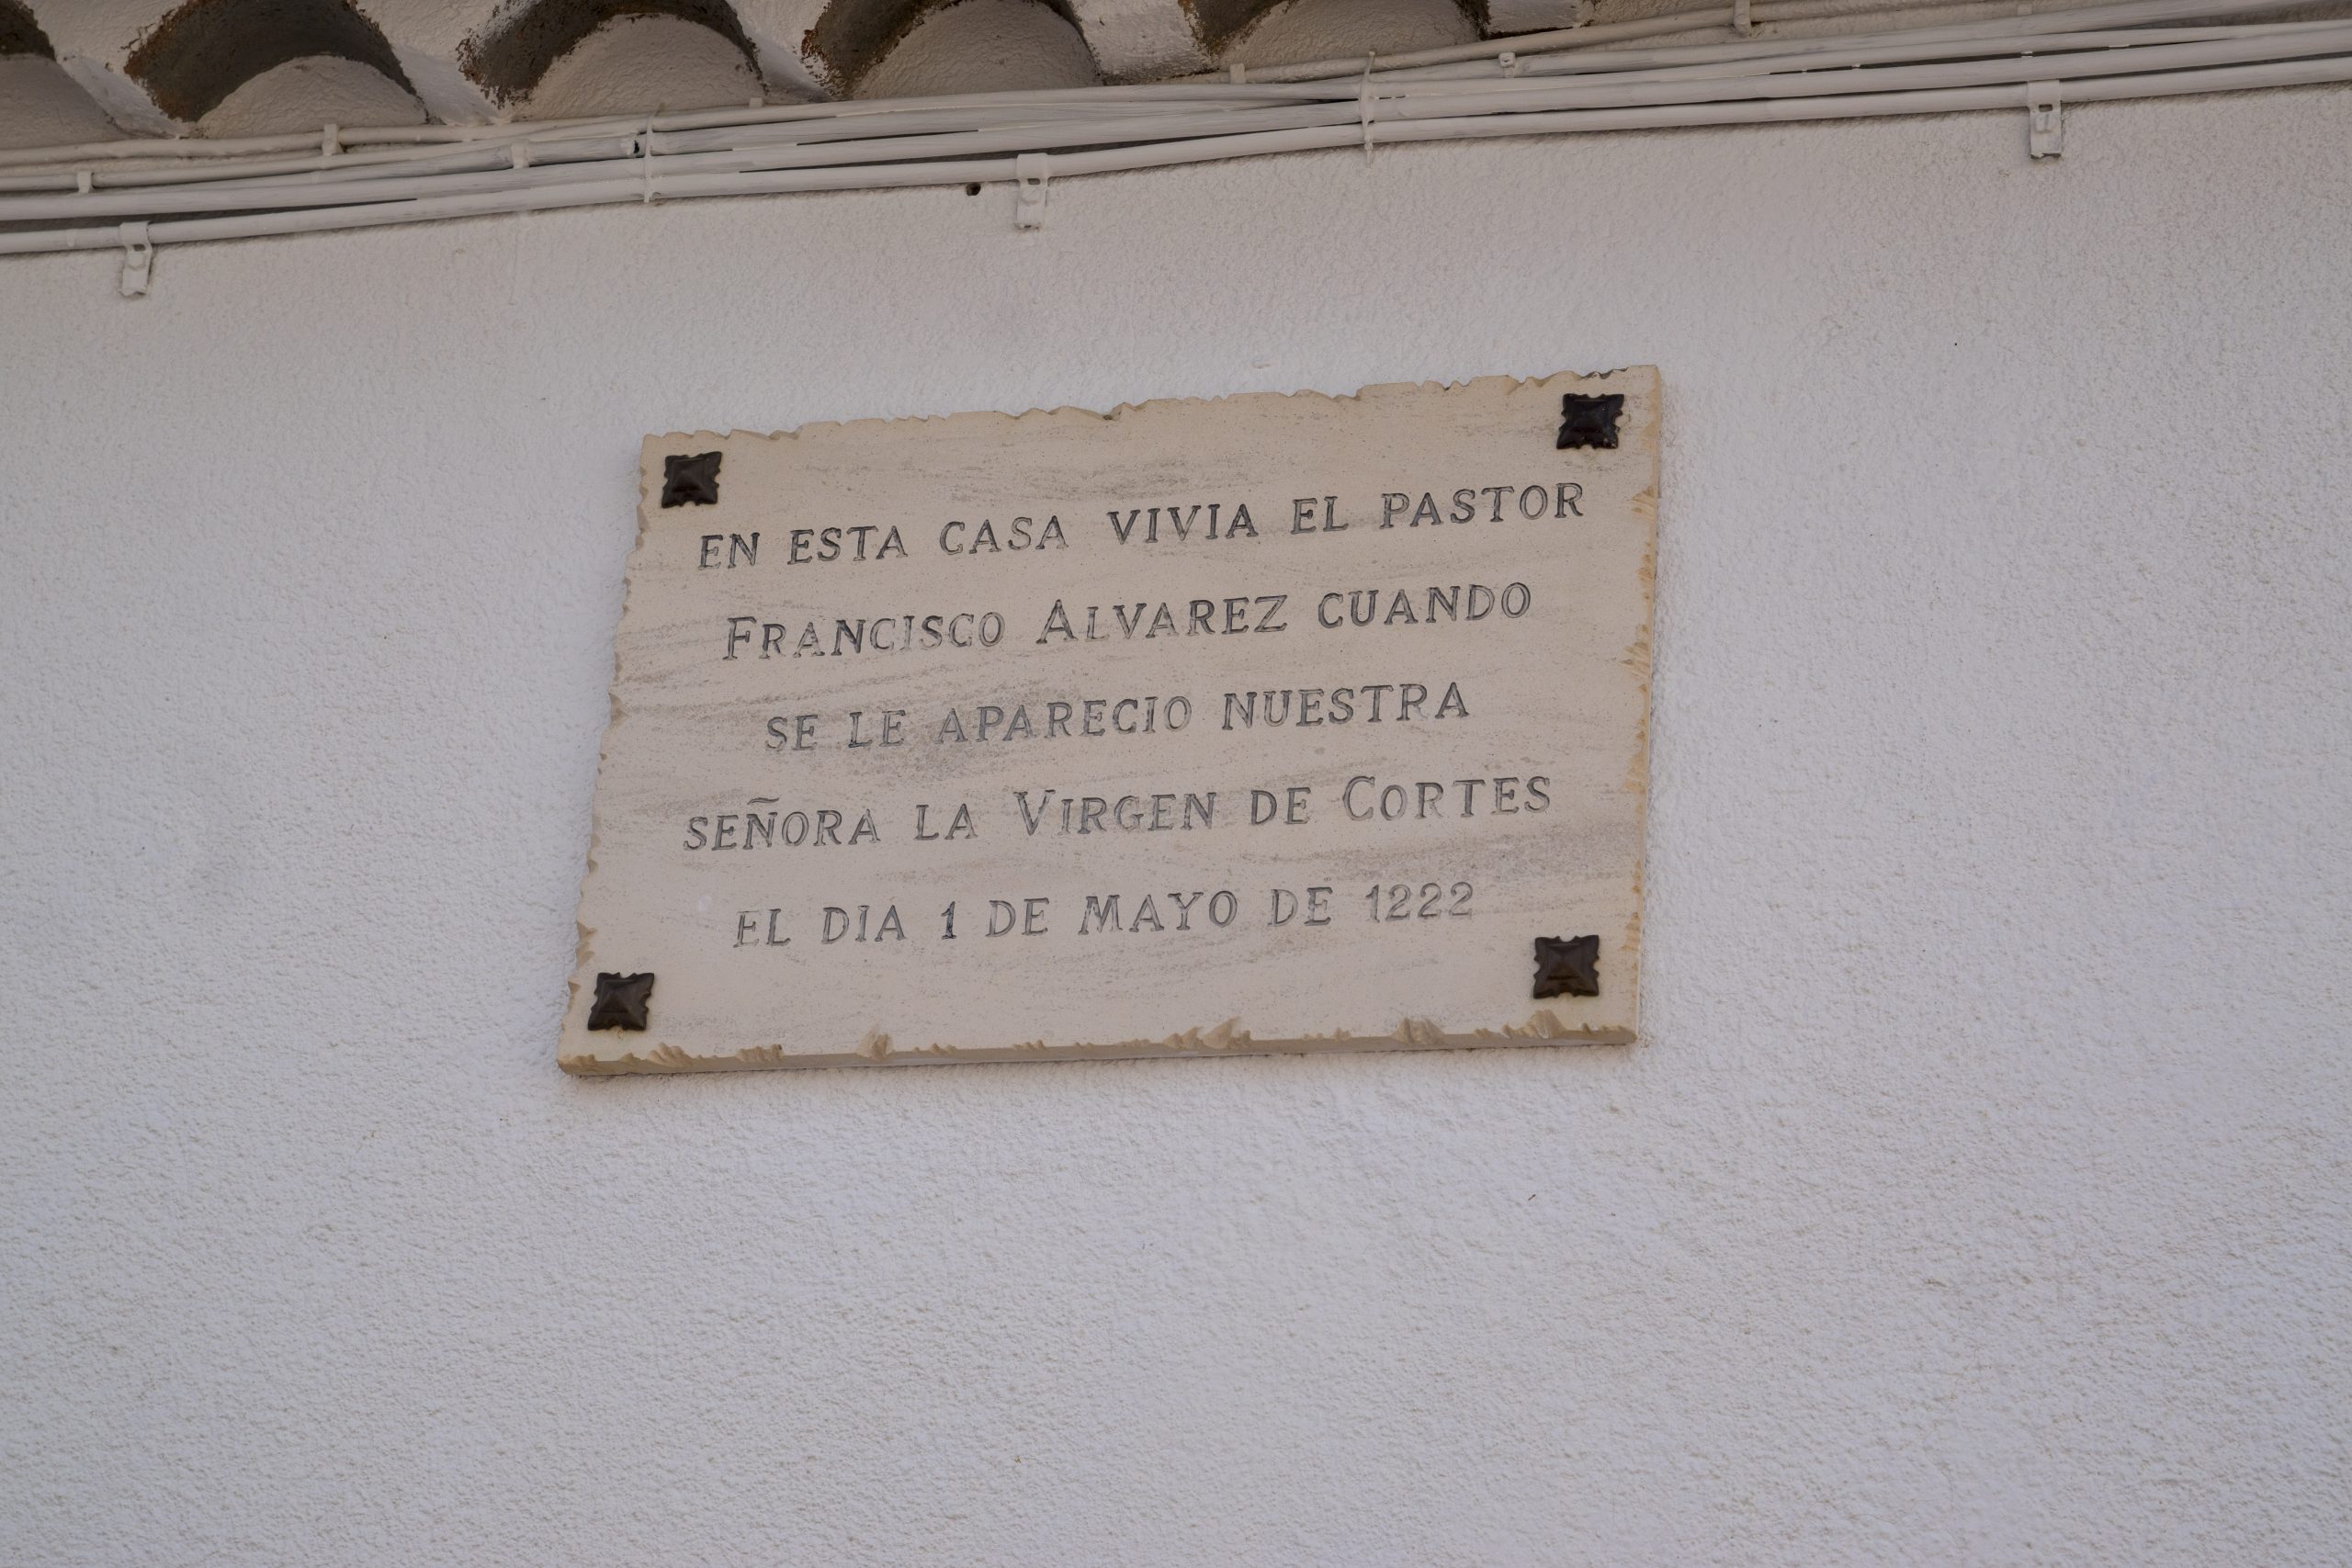 EN ESTA CASA VIVIA EL PASTOR
FRANCISCO ALVAREZ CUANDO
SE LE APARECIO NUESTRA
SEÑORA LA VIRGEN DE CORTES
EL DIA 1 DE MAYO DE 1222